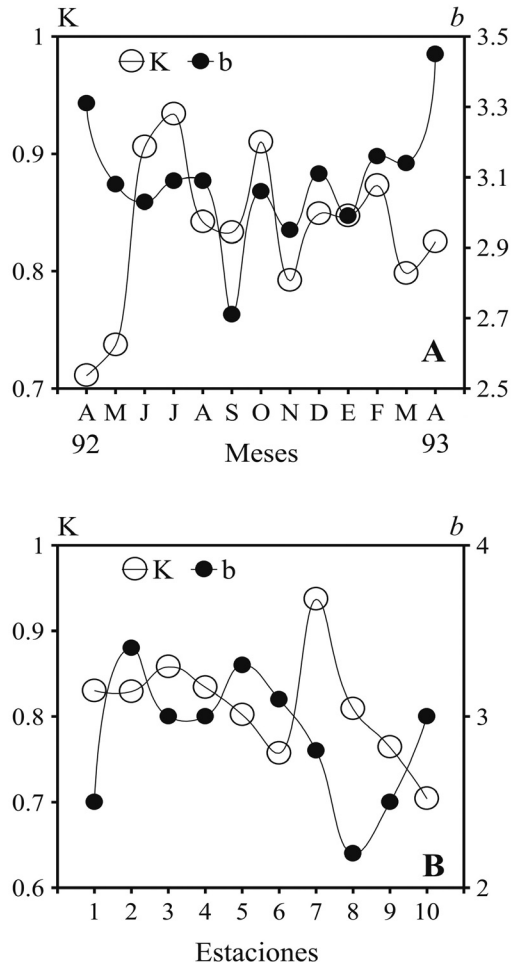 K b
1 3.5
K b
3.3
0.9
3.1
0.8 2.9
2.7
A
0.7 2.5
A M J J A S O N D E F M A
92 93
Meses
K b
1 4
K b
0.9
0.8 3
0.7
B
0.6 2
1 2 3 4 5 6 7 8 9 10
Estaciones